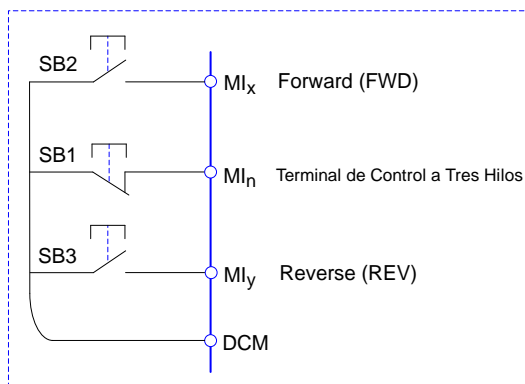 SB2 MIx Forward (FWD)
SB1 MIn Terminal de Control a Tres Hilos
SB3 MIy Reverse (REV)
DCM